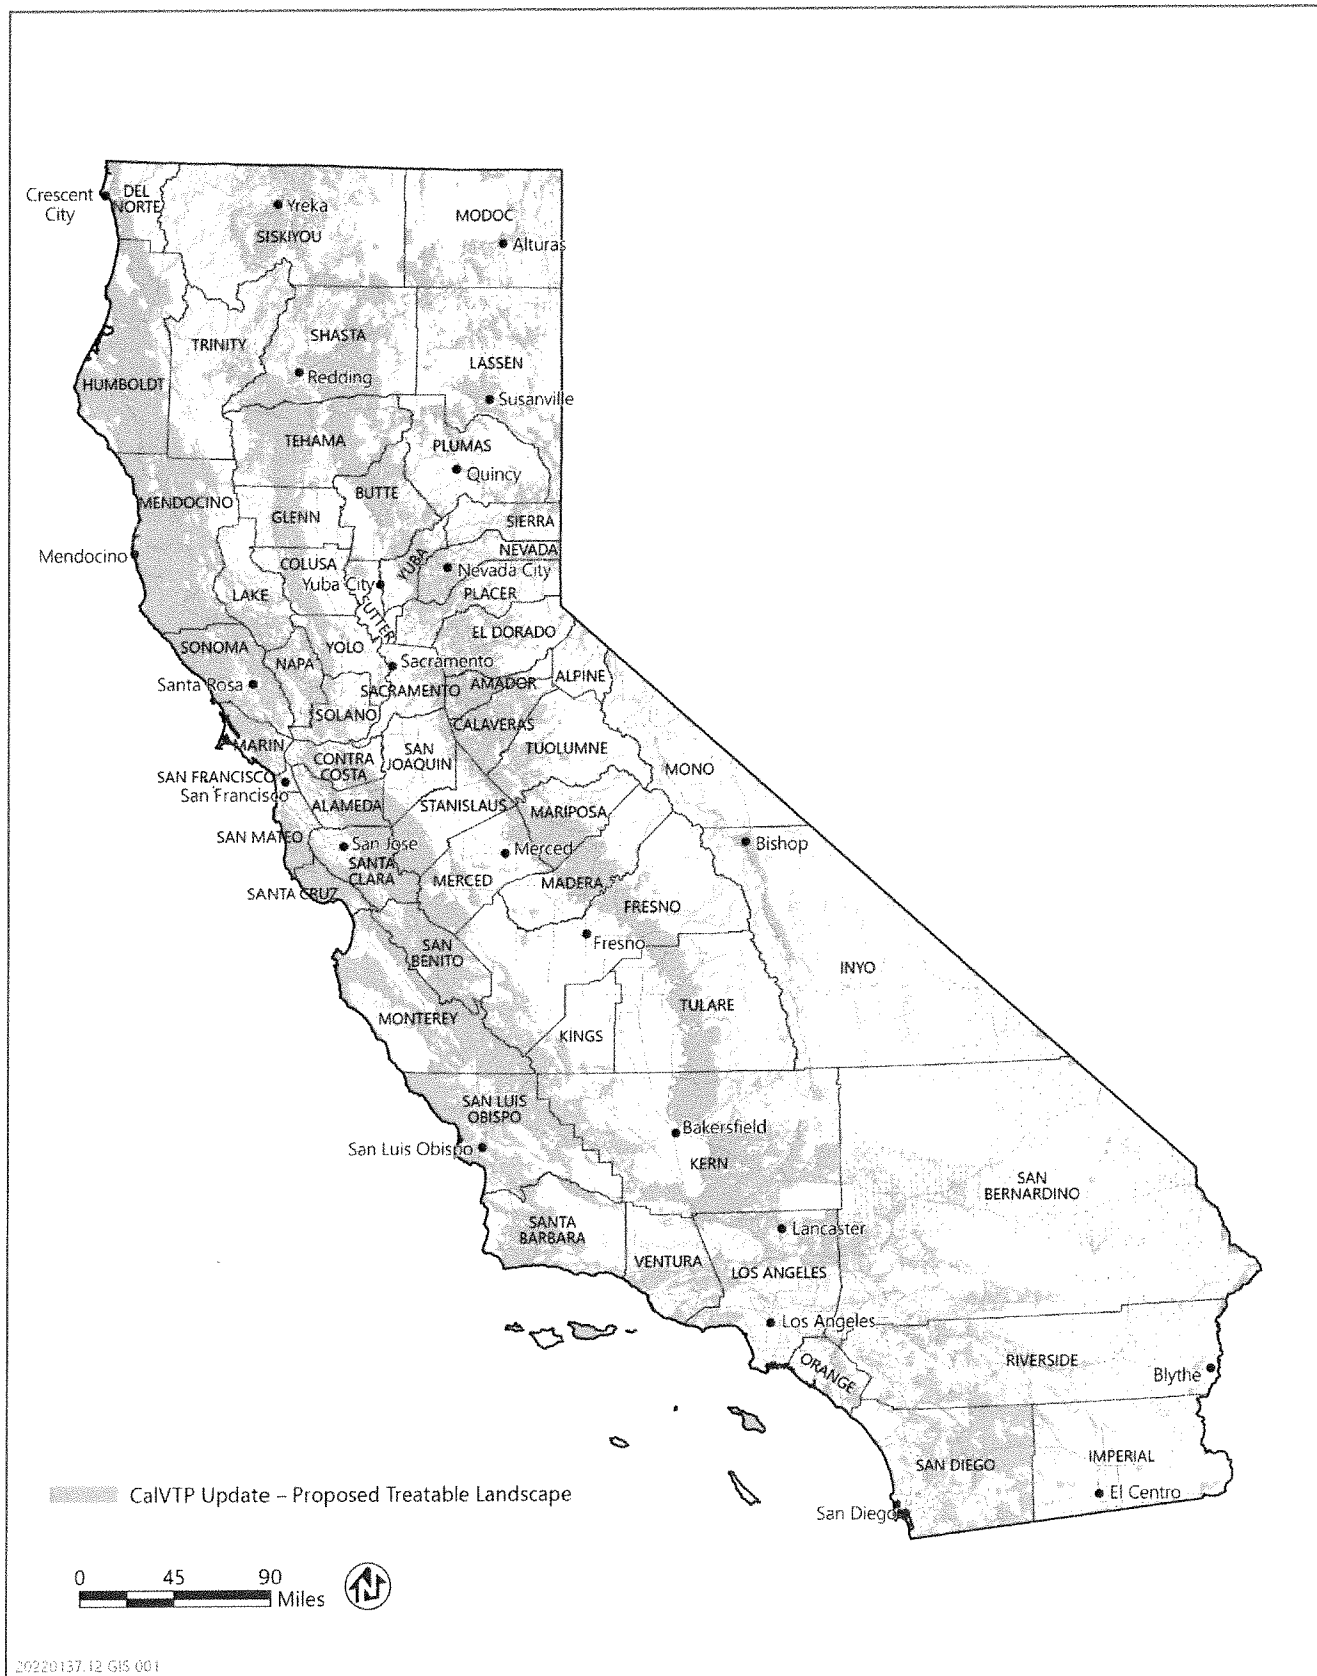 Crescent
City
DEL
NORTE
Yreka
SISKIYOU
MODOC
Alturas
TRINITY
SHASTA
Redding
LASSEN
Susanville
HUMBOLDT
TEHAMA
PLUMAS
Quincy
MENDOCINO
BUTTE
GLENN
SIERRA
Mendocino
COLUSA
YUBA
NEVADA
Nevada City
Yuba City
LAKE
SUTTER
PLACER
EL DORADO
SONOMA
NAPA
YOLO
Sacramento
Santa Rosa
SACRAMENTO
AMADOR
ALPINE
SOLANO
CALAVERAS
MARIN
CONTRA
COSTA
SAN
JOAQUIN
TUOLUMNE
MONO
SAN FRANCISCO
San Francisco
ALAMEDA
STANISLAUS
MARIPOSA
SAN MATEO
San Jose
SANTA
CLARA
Merced
Bishop
SANTA CRUZ
MERCED
MADERA
FRESNO
Fresno
SAN
BENITO
INYO
MONTEREY
KINGS
TULARE
SAN LUIS
OBISPO
Bakersfield
San Luis Obispo
KERN
SAN
BERNARDINO
SANTA
BARBARA
Lancaster
VENTURA
LOS ANGELES
Los Angeles
ORANGE
RIVERSIDE
Blythe
SAN DIEGO
IMPERIAL
El Centro
San Diego
CalVTP Update – Proposed Treatable Landscape
0 45 90
Miles
N
20220137.12 GIS 001